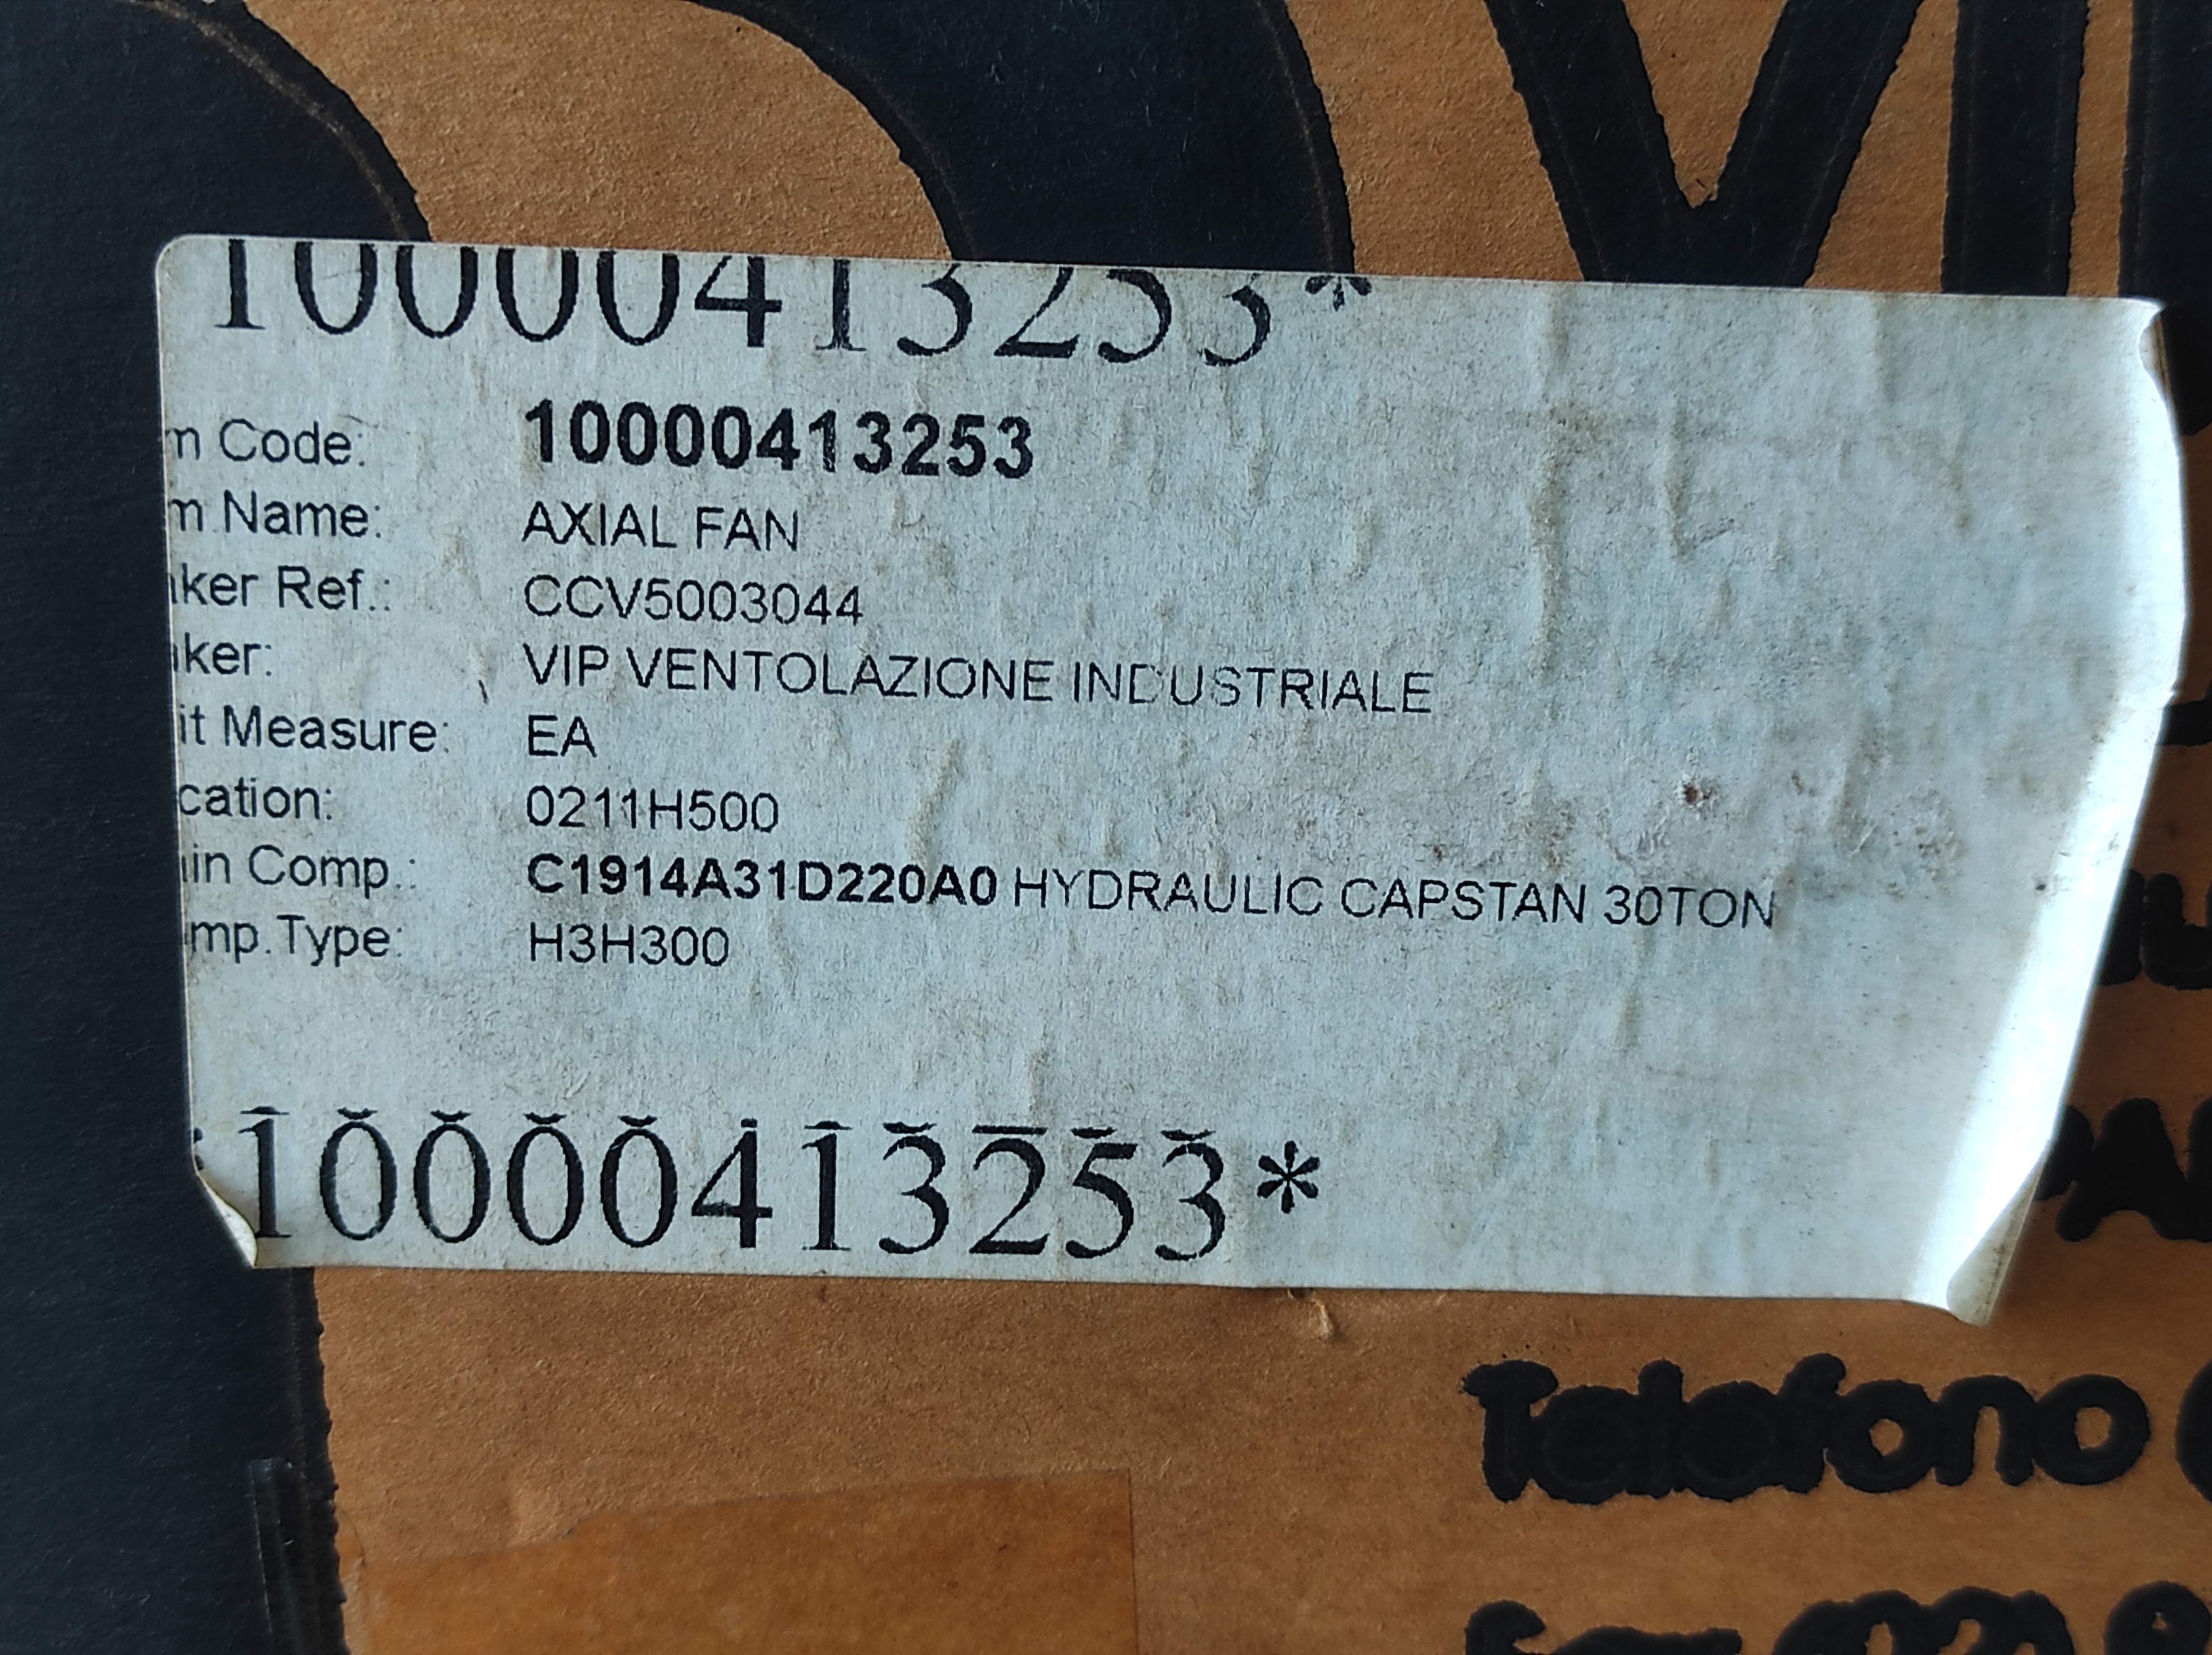 VI
10000413253*
m Code: 10000413253
m Name: AXIAL FAN
ker Ref.: CCV5003044
ker: VIP VENTOLAZIONE INDUSTRIALE
it Measure: EA
cation: 0211H500
in Comp.: C1914A31D220A0 HYDRAULIC CAPSTAN 30TON
mp.Type: H3H300
10000413253*
Telefono